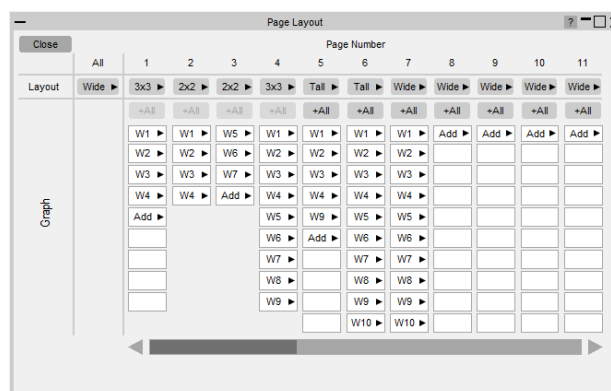 Page Layout ?
Close Page Number
All 1 2 3 4 5 6 7 8 9 10 11
Layout Wide 3x3 2x2 2x2 3x3 Tall Tall Wide Wide Wide Wide Wide
+All +All +All +All +All +All +All +All +All +All +All
W1 W1 W5 W1 W1 W1 W1 Add Add Add Add
W2 W2 W6 W2 W2 W2 W2
W3 W3 W7 W3 W3 W3 W3
W4 W4 Add W4 W4 W4 W4
Graph
Add W5 W9 W5 W5
W6 Add W6 W6
W7 W7 W7
W8 W8 W8
W9 W9 W9
W10 W10